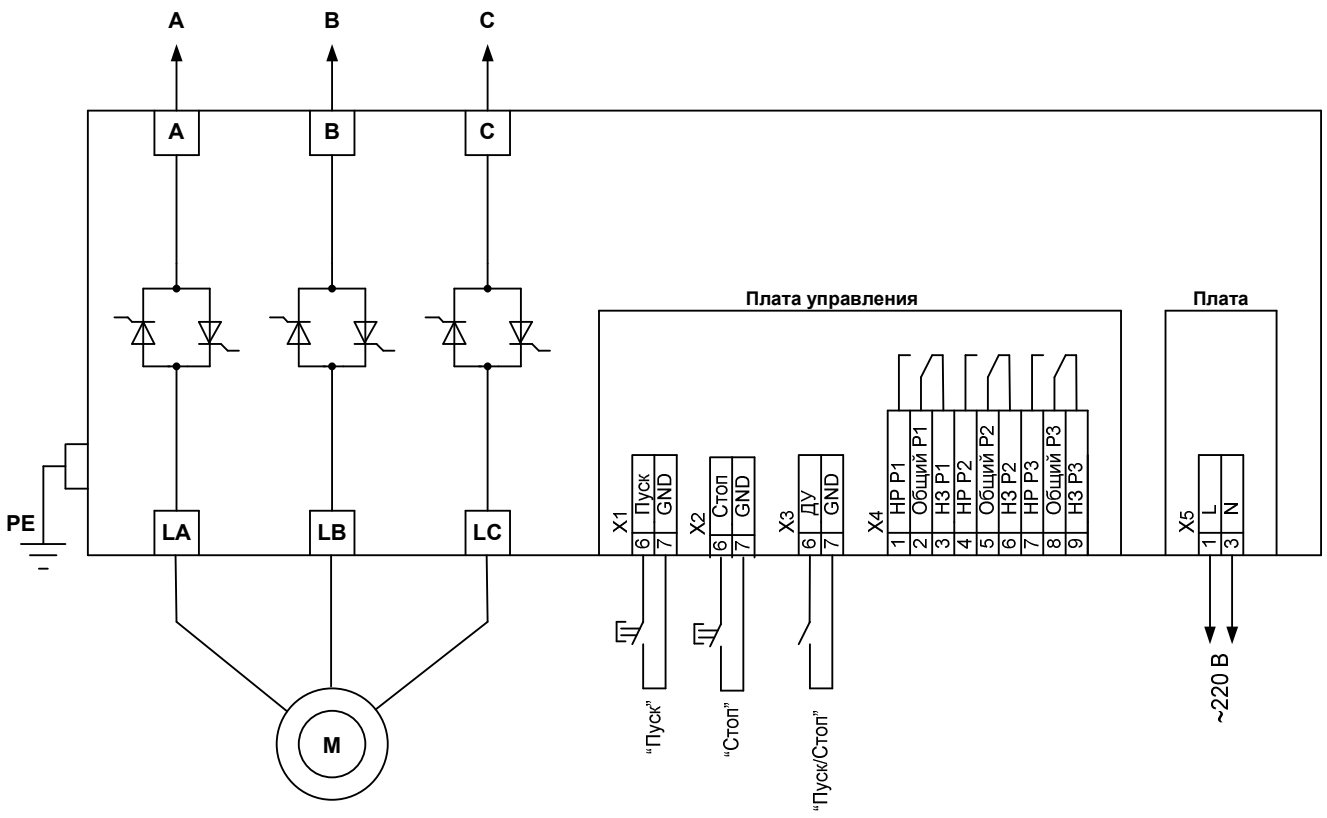 A
B
C
A
B
C
Плата управления
Плата
PE
LA
LB
LC
M
X1
6 Пуск
7 GND
X2
6 Стоп
7 GND
X3
6 ДУ
7 GND
X4
1 НР Р1
2 Общий Р1
3 НЗ Р1
4 НР Р2
5 Общий Р2
6 НЗ Р2
7 НР Р3
8 Общий Р3
9 НЗ Р3
X5
1 L
3 N
“Пуск”
“Стоп”
“Пуск/Стоп”
~220 В